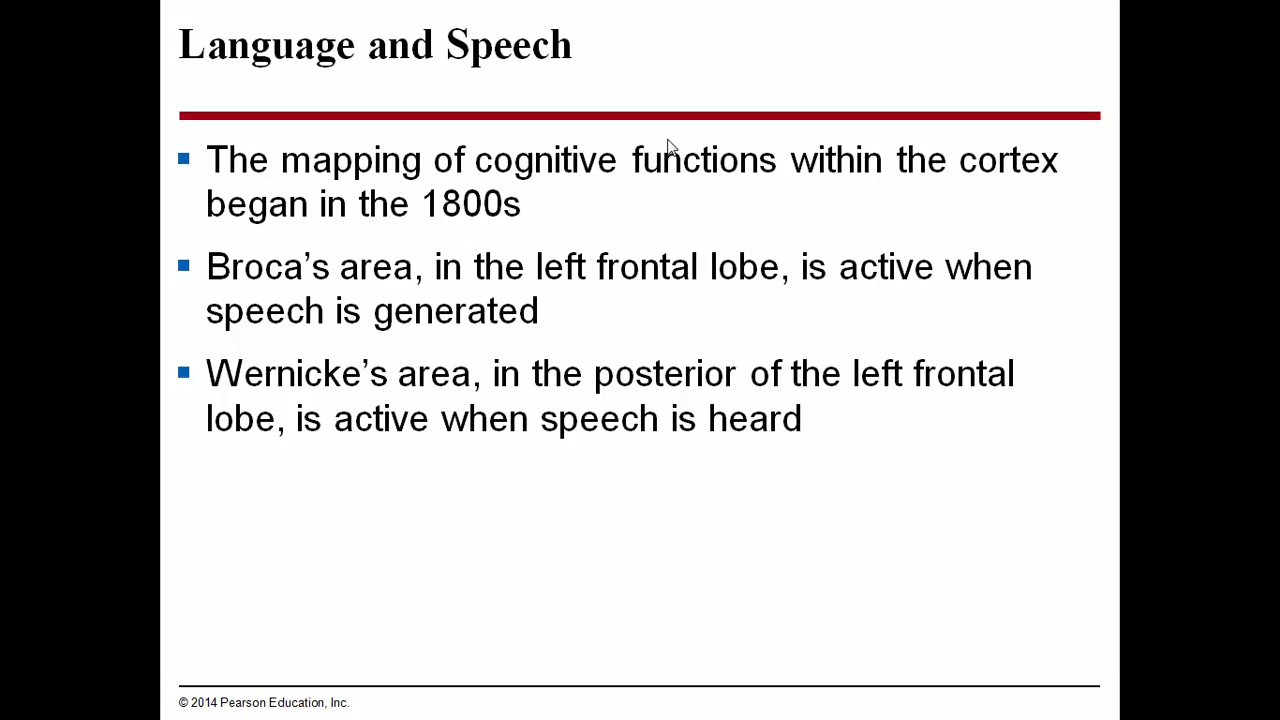 Language and Speech
▪ The mapping of cognitive functions within the cortex
began in the 1800s
▪ Broca’s area, in the left frontal lobe, is active when
speech is generated
▪ Wernicke’s area, in the posterior of the left frontal
lobe, is active when speech is heard
© 2014 Pearson Education, Inc.